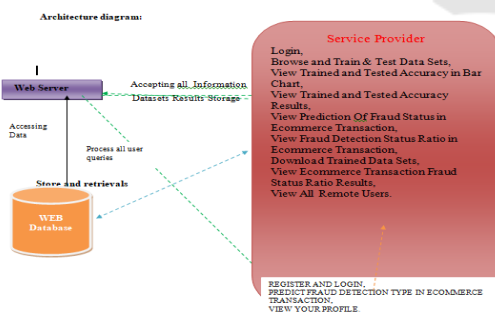 Architecture diagram:
Service Provider
Login,
Browse and Train & Test Data Sets,
View Trained and Tested Accuracy in Bar
Chart,
View Trained and Tested Accuracy
Results,
View Prediction Of Fraud Status in
Ecommerce Transaction,
View Fraud Detection Status Ratio in
Ecommerce Transaction,
Download Trained Data Sets,
View Ecommerce Transaction Fraud
Status Ratio Results,
View All Remote Users.
Web Server
Accepting all Information
Datasets Results Storage
Accessing
Data
Process all user
queries
Store and retrievals
WEB
Database
REGISTER AND LOGIN,
PREDICT FRAUD DETECTION TYPE IN ECOMMERCE
TRANSACTION,
VIEW YOUR PROFILE.